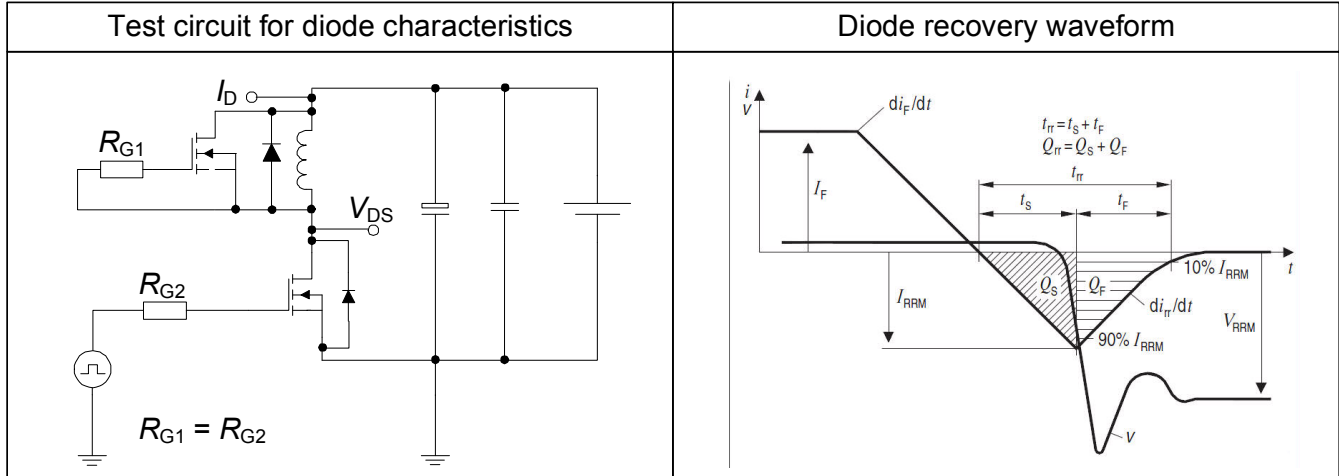 Test circuit for diode characteristics
Diode recovery waveform
I_D
R_G1
V_DS
R_G2
R_G1 = R_G2
i
v
di_F/dt
t_rr = t_S + t_F
Q_rr = Q_S + Q_F
t_rr
I_F
t_S
t_F
10% I_RRM
t
I_RRM
Q_S
Q_F
di_rr/dt
V_RRM
90% I_RRM
v